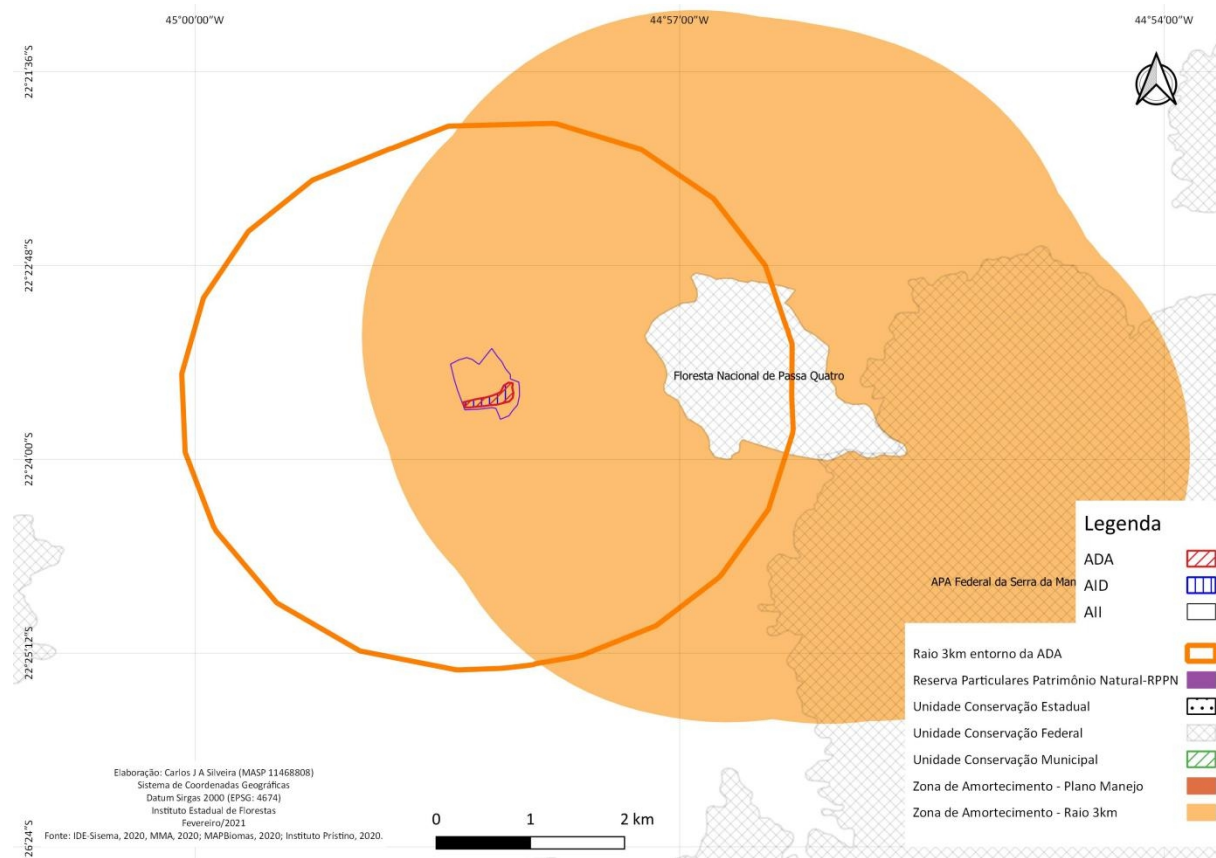 45°00'00"W
44°57'00"W
44°54'00"W
22°21'36"S
22°22'48"S
22°24'00"S
22°25'12"S
26'24"S
Floresta Nacional de Passa Quatro
APA Federal da Serra da Man
Legenda
ADA
AID
AII
Raio 3km entorno da ADA
Reserva Particulares Patrimônio Natural-RPPN
Unidade Conservação Estadual
Unidade Conservação Federal
Unidade Conservação Municipal
Zona de Amortecimento - Plano Manejo
Zona de Amortecimento - Raio 3km
Elaboração: Carlos J A Silveira (MASP 11468808)
Sistema de Coordenadas Geográficas
Datum Sirgas 2000 (EPSG: 4674)
Instituto Estadual de Florestas
Fevereiro/2021
Fonte: IDE-Sisema, 2020, MMA, 2020; MAPBiomas, 2020; Instituto Prístino, 2020.
0 1 2 km